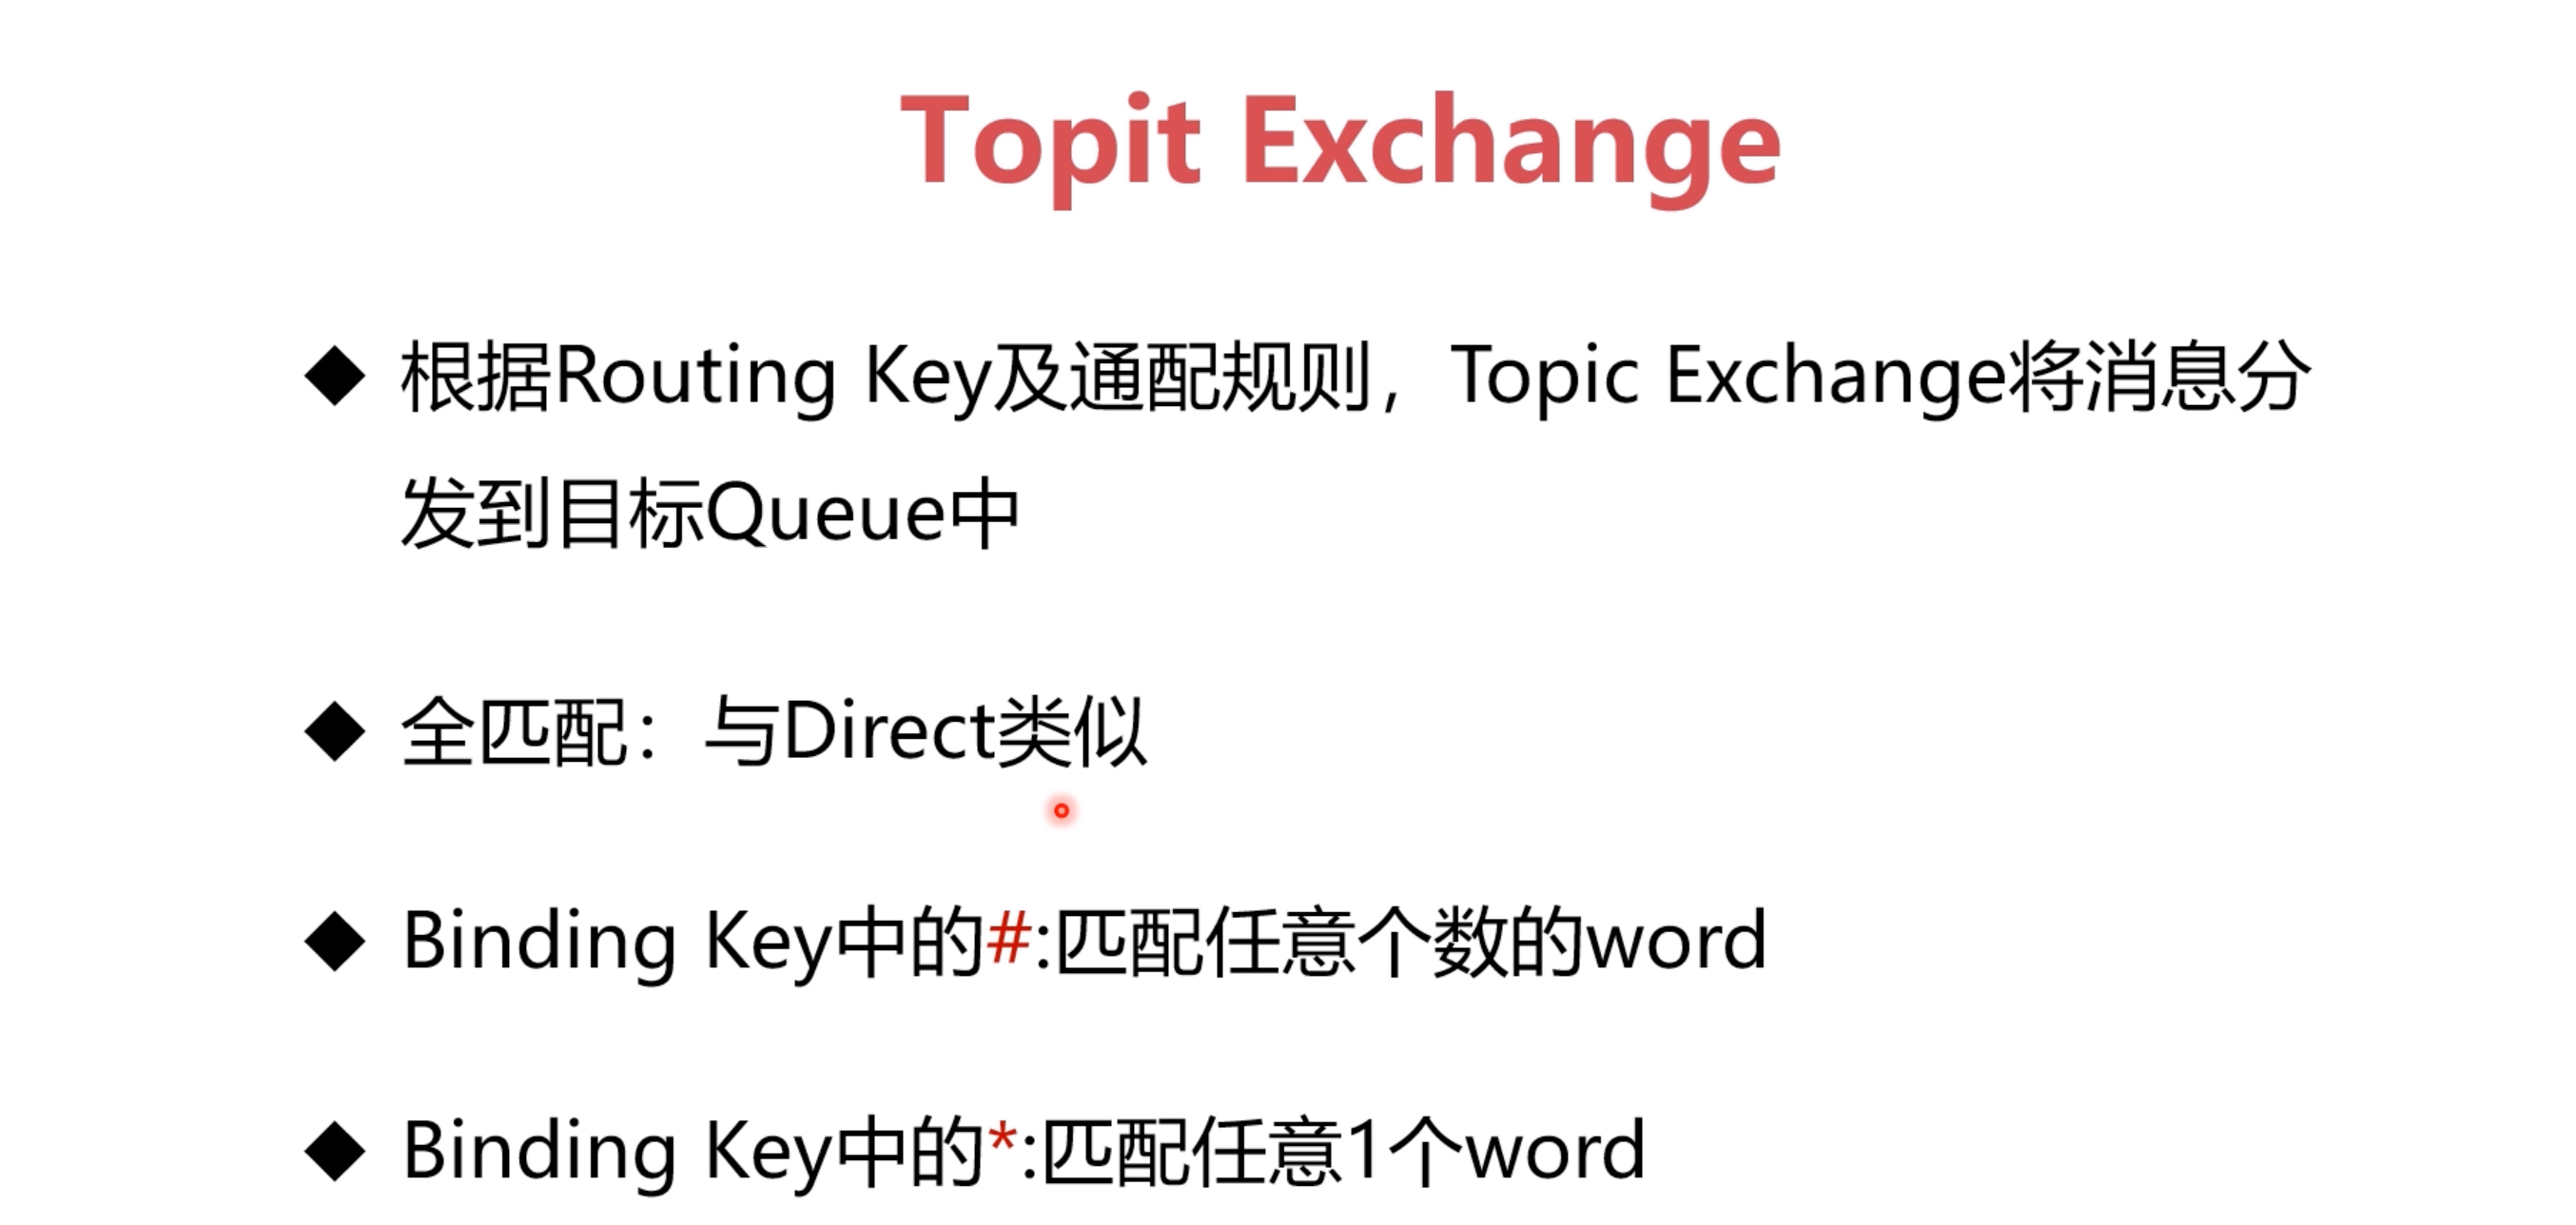 Topit Exchange
◆ 根据Routing Key及通配规则，Topic Exchange将消息分
发到目标Queue中
◆ 全匹配：与Direct类似
◆ Binding Key中的#:匹配任意个数的word
◆ Binding Key中的*:匹配任意1个word